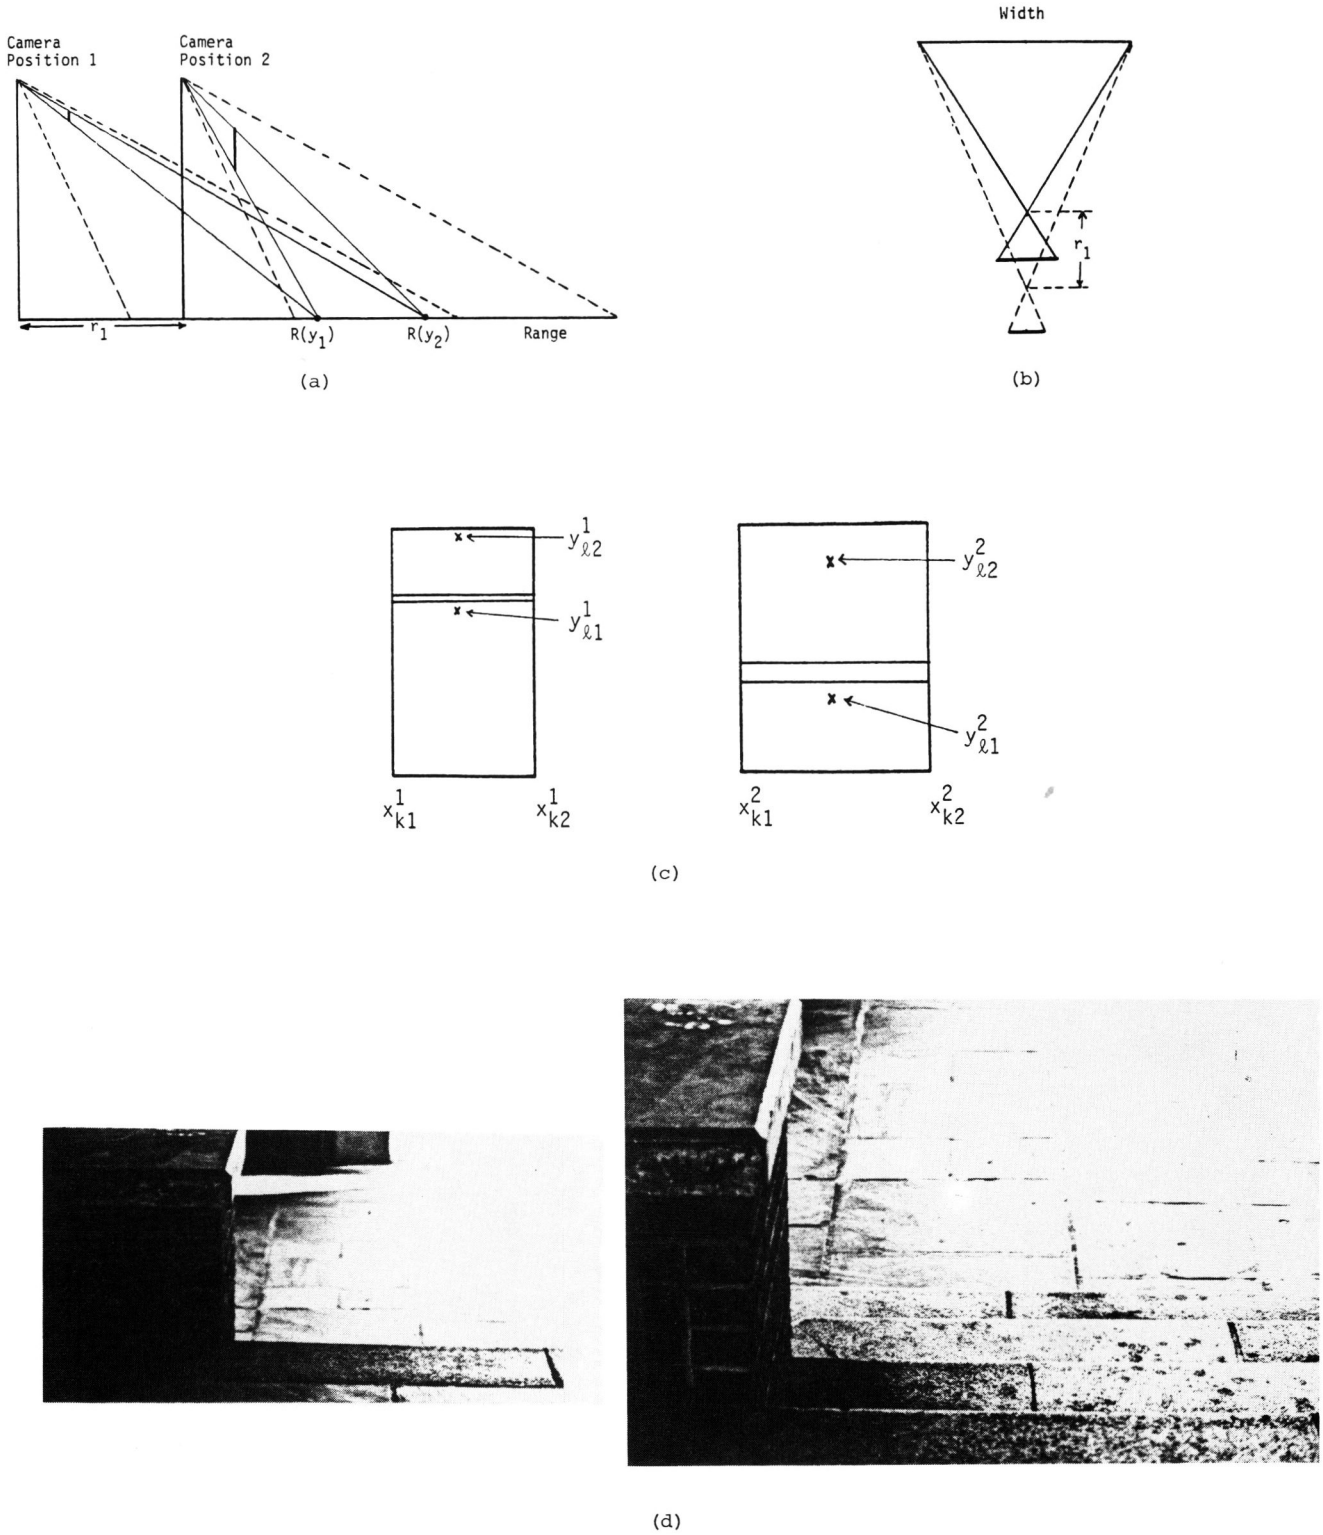 Camera
Position 1
Camera
Position 2
r₁
R(y₁)
R(y₂)
Range
(a)
Width
r₁
(b)
y¹ℓ2
y¹ℓ1
x¹k1
x¹k2
y²ℓ2
y²ℓ1
x²k1
x²k2
(c)
(d)